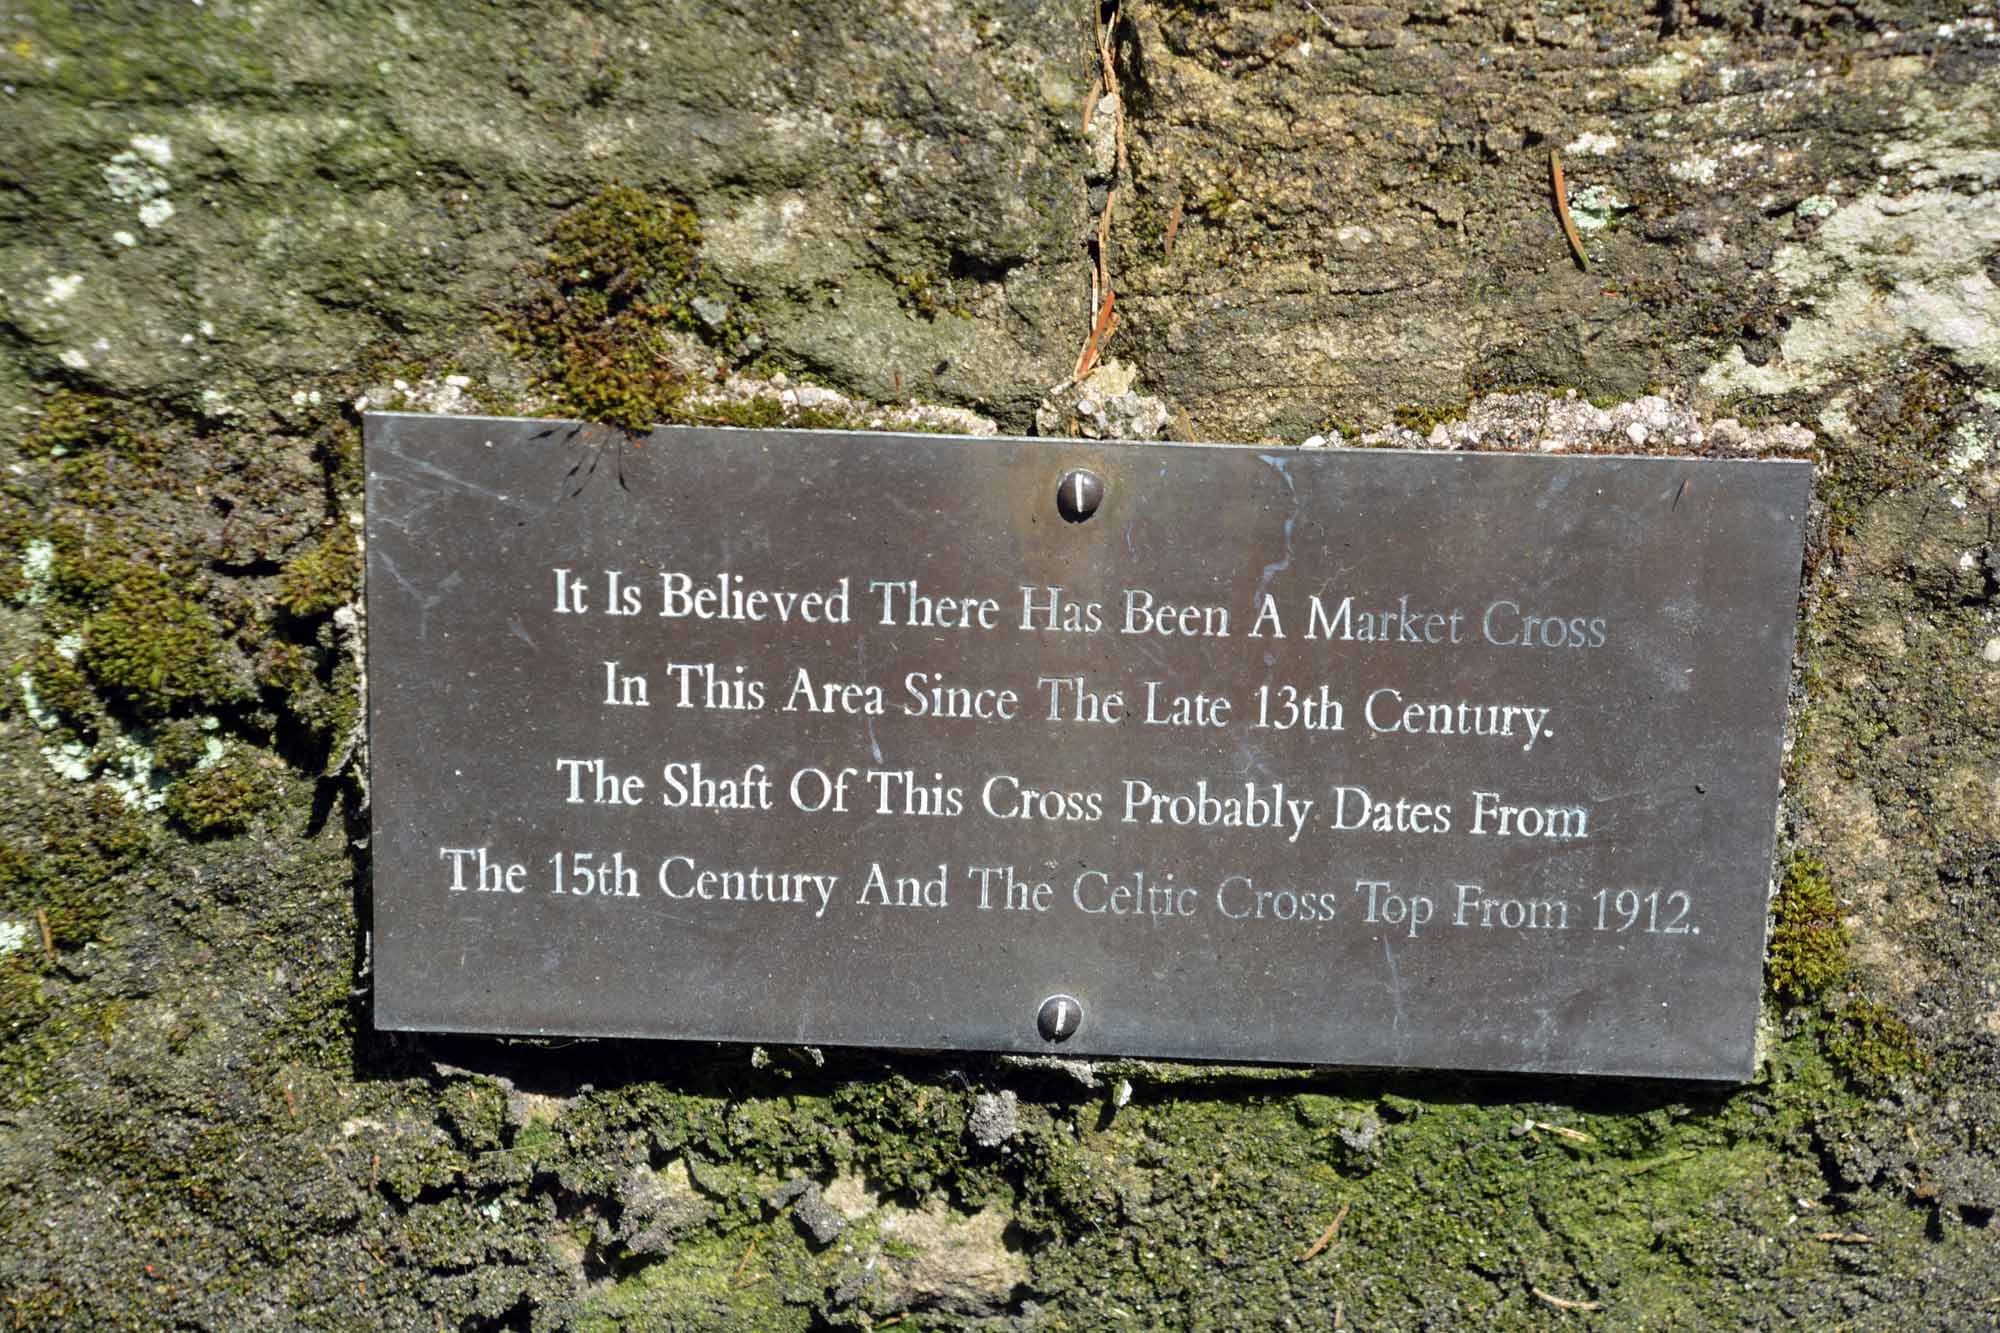 It Is Believed There Has Been A Market Cross
In This Area Since The Late 13th Century.
The Shaft Of This Cross Probably Dates From
The 15th Century And The Celtic Cross Top From 1912.